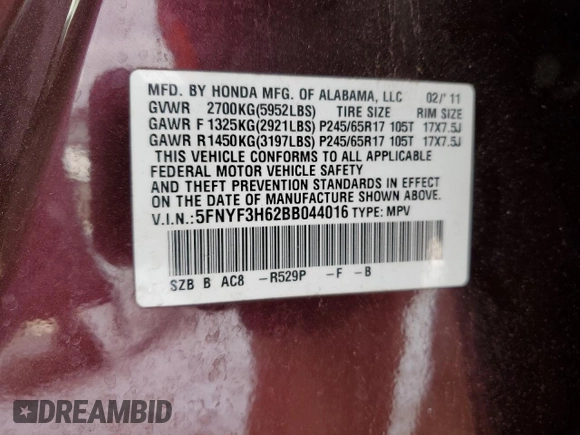 MFD. BY HONDA MFG. OF ALABAMA, LLC 02/'11
GVWR 2700KG(5952LBS) TIRE SIZE RIM SIZE
GAWR F 1325KG(2921LBS) P245/65R17 105T 17X7.5J
GAWR R 1450KG(3197LBS) P245/65R17 105T 17X7.5J
THIS VEHICLE CONFORMS TO ALL APPLICABLE
FEDERAL MOTOR VEHICLE SAFETY
AND THEFT PREVENTION STANDARDS IN EFFECT
ON THE DATE OF MANUFACTURE SHOWN ABOVE.
V.I.N.:5FNYF3H62BB044016 TYPE: MPV
SZB B AC8 -R529P -F -B
DREAMBID